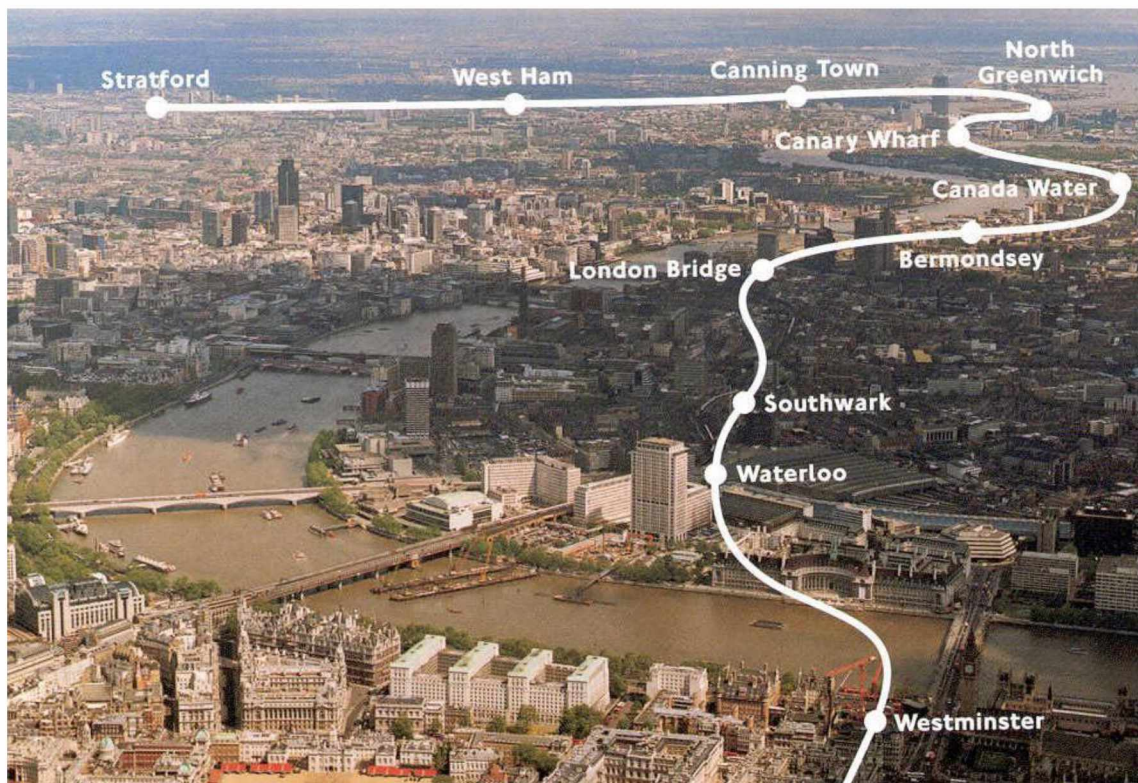 Stratford
West Ham
Canning Town
North
Greenwich
Canary Wharf
Canada Water
Bermondsey
London Bridge
Southwark
Waterloo
Westminster